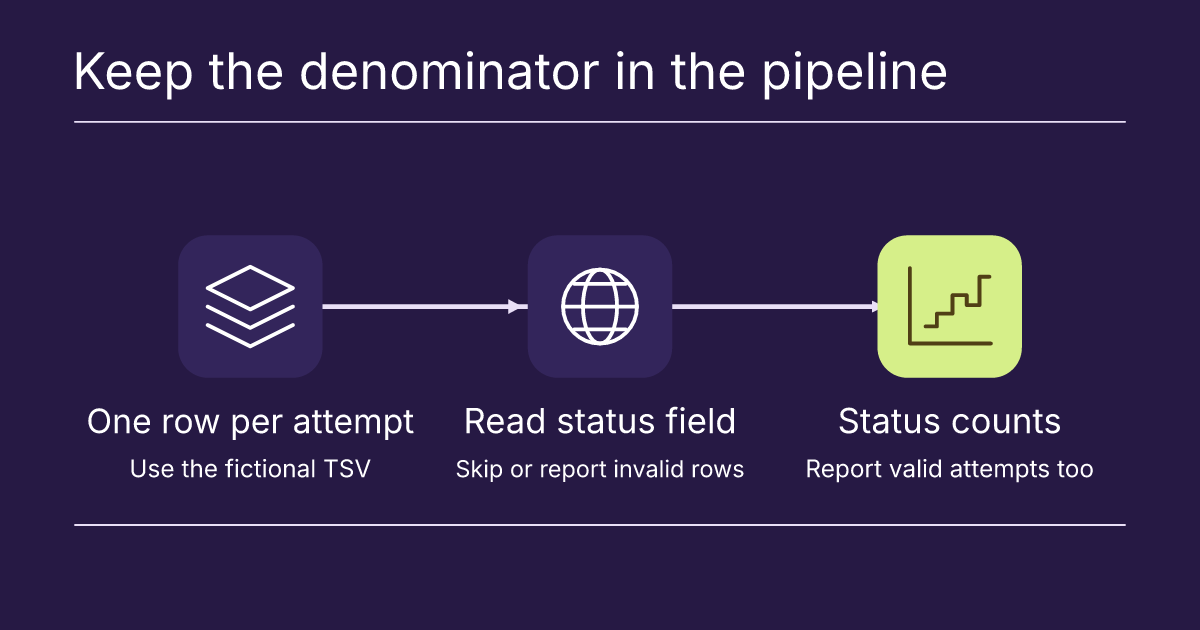 Keep the denominator in the pipeline
One row per attempt
Use the fictional TSV
Read status field
Skip or report invalid rows
Status counts
Report valid attempts too